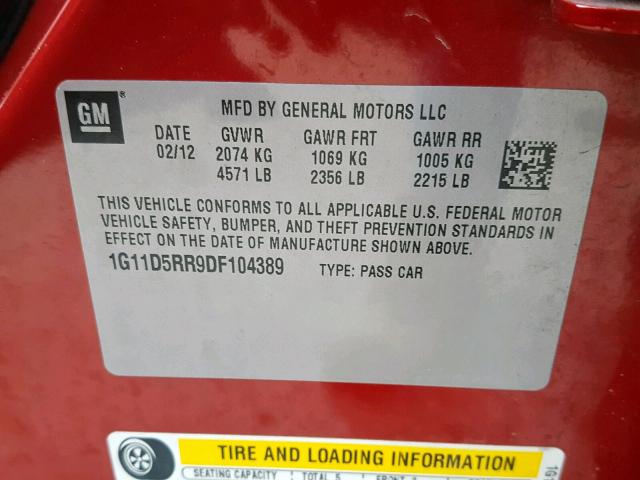 GM
MFD BY GENERAL MOTORS LLC
DATE GVWR GAWR FRT GAWR RR
02/12 2074 KG 1069 KG 1005 KG
4571 LB 2356 LB 2215 LB
THIS VEHICLE CONFORMS TO ALL APPLICABLE U.S. FEDERAL MOTOR
VEHICLE SAFETY, BUMPER, AND THEFT PREVENTION STANDARDS IN
EFFECT ON THE DATE OF MANUFACTURE SHOWN ABOVE.
1G11D5RR9DF104389 TYPE: PASS CAR
TIRE AND LOADING INFORMATION
SEATING CAPACITY TOTAL 5 FRONT